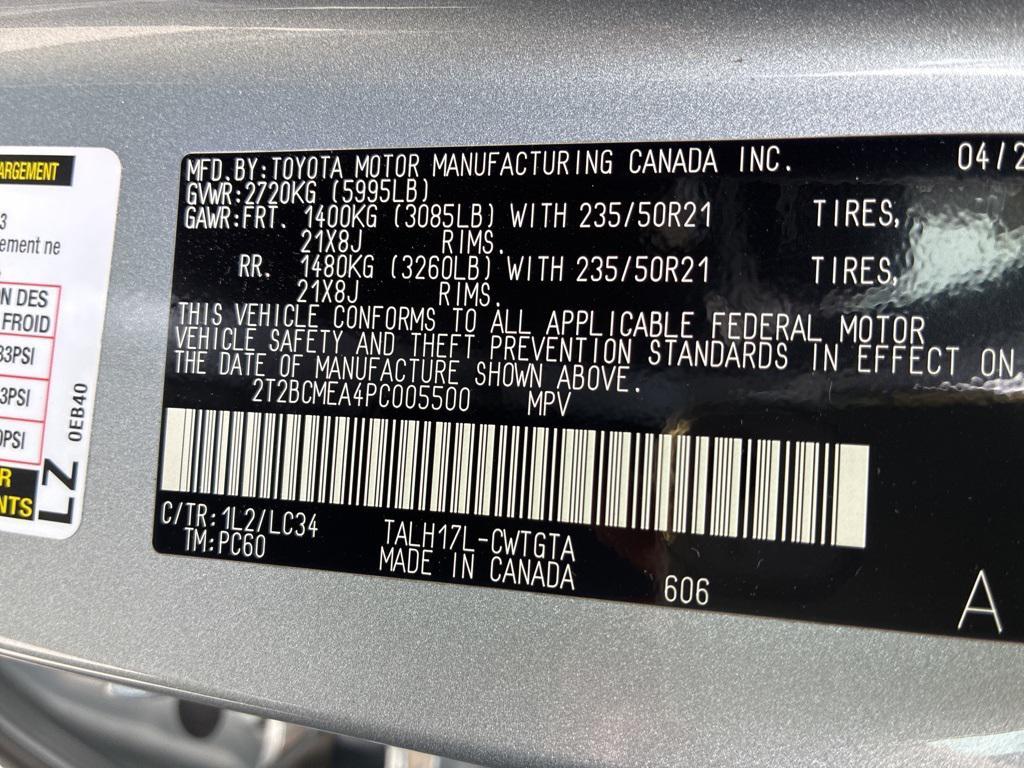 ARGEMENT
3
ement ne
ON DES
FROID
33PSI
3PSI
0PSI
R
NTS
LZ
0EB40
MFD.BY:TOYOTA MOTOR MANUFACTURING CANADA INC. 04/2
GVWR:2720KG (5995LB)
GAWR:FRT. 1400KG (3085LB) WITH 235/50R21 TIRES,
21X8J RIMS.
RR. 1480KG (3260LB) WITH 235/50R21 TIRES,
21X8J RIMS.
THIS VEHICLE CONFORMS TO ALL APPLICABLE FEDERAL MOTOR
VEHICLE SAFETY AND THEFT PREVENTION STANDARDS IN EFFECT ON
THE DATE OF MANUFACTURE SHOWN ABOVE.
2T2BCMEA4PC005500 MPV
C/TR:1L2/LC34 TALH17L-CWTGTA
TM:PC60 MADE IN CANADA
606
A